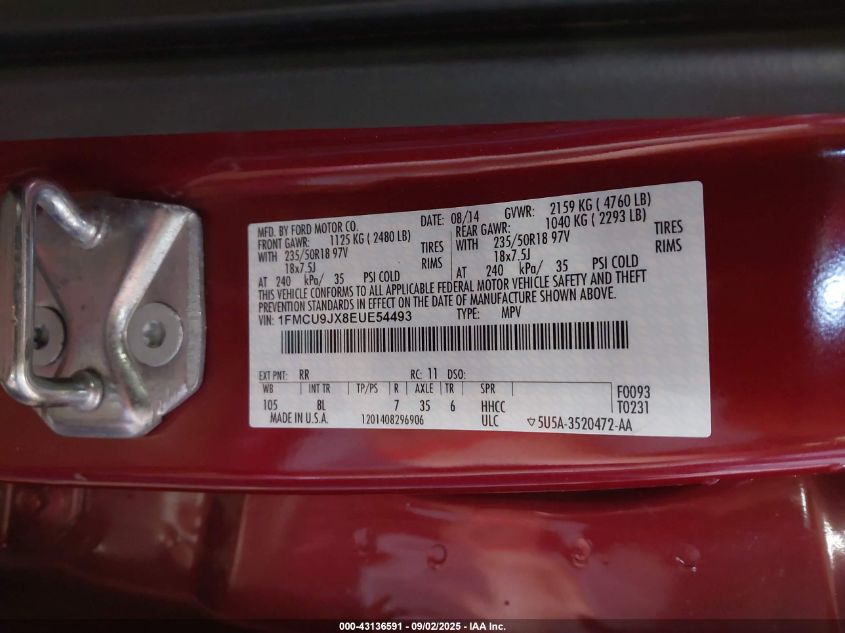 MFD. BY FORD MOTOR CO. DATE: 08/14 GVWR: 2159 KG ( 4760 LB)
FRONT GAWR: 1125 KG ( 2480 LB) REAR GAWR: 1040 KG ( 2293 LB)
WITH 235/50R18 97V TIRES WITH 235/50R18 97V TIRES
18x7.5J RIMS 18x7.5J RIMS
AT 240 kPa/ 35 PSI COLD AT 240 kPa/ 35 PSI COLD
THIS VEHICLE CONFORMS TO ALL APPLICABLE FEDERAL MOTOR VEHICLE SAFETY AND THEFT
PREVENTION STANDARDS IN EFFECT ON THE DATE OF MANUFACTURE SHOWN ABOVE.
VIN: 1FMCU9JX8EUE54493 TYPE: MPV
EXT PNT: RR RC: 11 DSO:
WB INT TR TP/PS R AXLE TR SPR F0093
105 8L 7 35 6 HHCC T0231
MADE IN U.S.A. 1201408296906 ULC ▽5U5A-3520472-AA
000-43136591 - 09/02/2025 - IAA Inc.